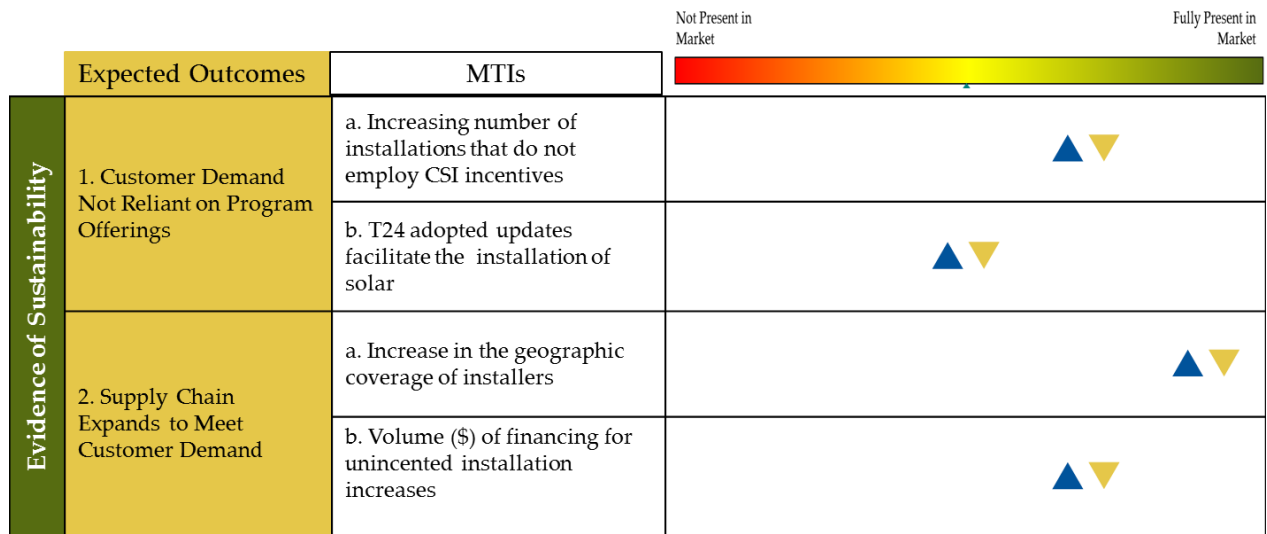 Not Present in
Market
Fully Present in
Market
Expected Outcomes
MTIs
Evidence of Sustainability
1. Customer Demand
Not Reliant on Program
Offerings
a. Increasing number of
installations that do not
employ CSI incentives
b. T24 adopted updates
facilitate the installation of
solar
2. Supply Chain
Expands to Meet
Customer Demand
a. Increase in the geographic
coverage of installers
b. Volume ($) of financing for
unincented installation
increases